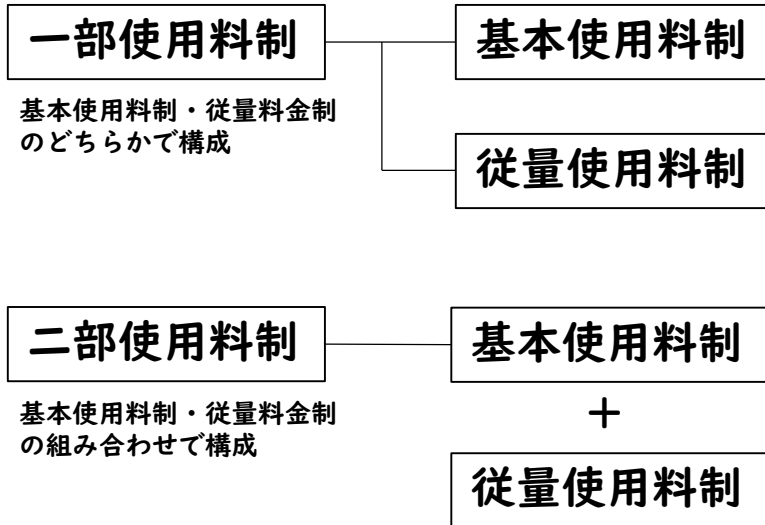 一部使用料制
基本使用料制
基本使用料制・従量料金制
のどちらかで構成
従量使用料制
二部使用料制
基本使用料制
基本使用料制・従量料金制
の組み合わせで構成
＋
従量使用料制